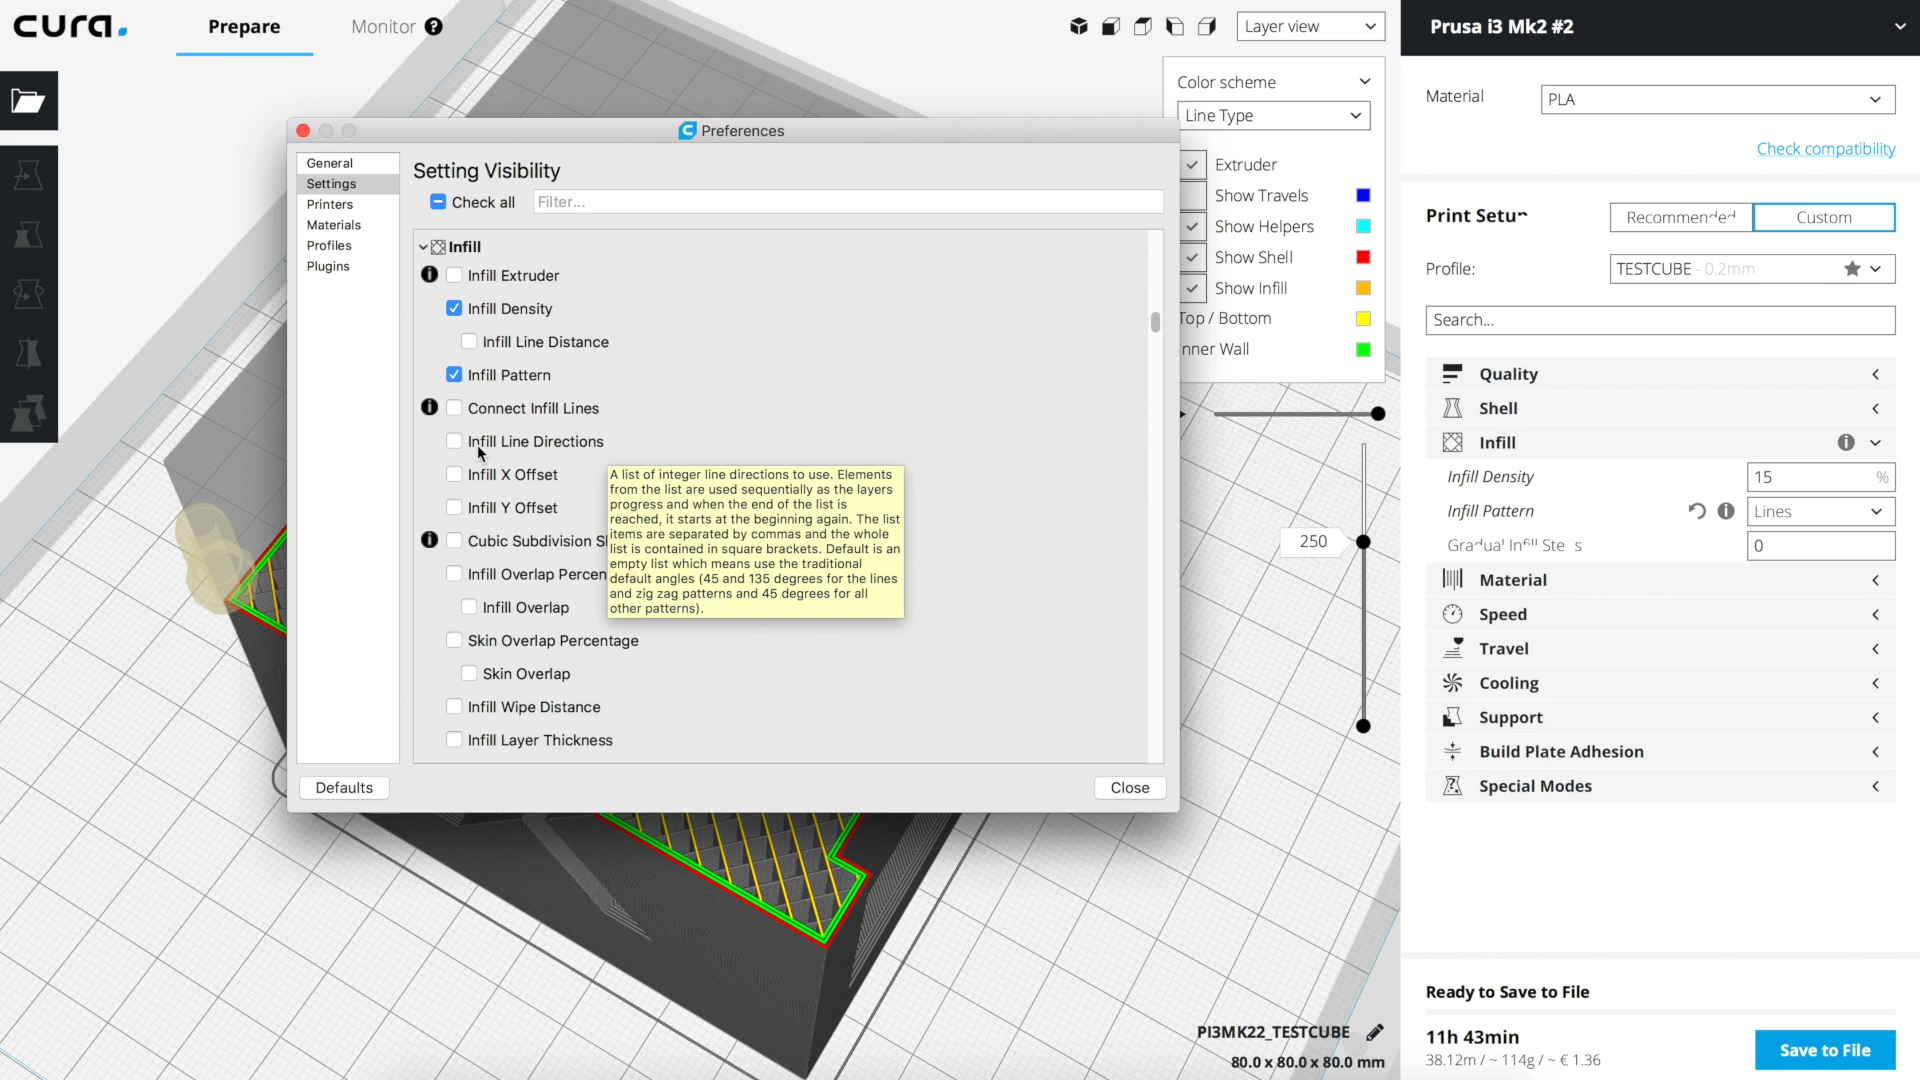 cura.
Prepare
Monitor
Layer view
Prusa i3 Mk2 #2
Color scheme
Line Type
Extruder
Show Travels
Show Helpers
Show Shell
Show Infill
Top / Bottom
nner Wall
250
Preferences
General
Settings
Printers
Materials
Profiles
Plugins
Setting Visibility
Check all
Filter...
Infill
Infill Extruder
Infill Density
Infill Line Distance
Infill Pattern
Connect Infill Lines
Infill Line Directions
Infill X Offset
Infill Y Offset
Cubic Subdivision S
Infill Overlap Percen
Infill Overlap
Skin Overlap Percentage
Skin Overlap
Infill Wipe Distance
Infill Layer Thickness
A list of integer line directions to use. Elements
from the list are used sequentially as the layers
progress and when the end of the list is
reached, it starts at the beginning again. The list
items are separated by commas and the whole
list is contained in square brackets. Default is an
empty list which means use the traditional
default angles (45 and 135 degrees for the lines
and zig zag patterns and 45 degrees for all
other patterns).
Defaults
Close
Material
PLA
Check compatibility
Print Setup
Recommended
Custom
Profile:
TESTCUBE - 0.2mm
Search...
Quality
Shell
Infill
Infill Density
15 %
Infill Pattern
Lines
Gradual Infill Ste s
0
Material
Speed
Travel
Cooling
Support
Build Plate Adhesion
Special Modes
PI3MK22_TESTCUBE
80.0 x 80.0 x 80.0 mm
Ready to Save to File
11h 43min
38.12m / ~ 114g / ~ € 1.36
Save to File